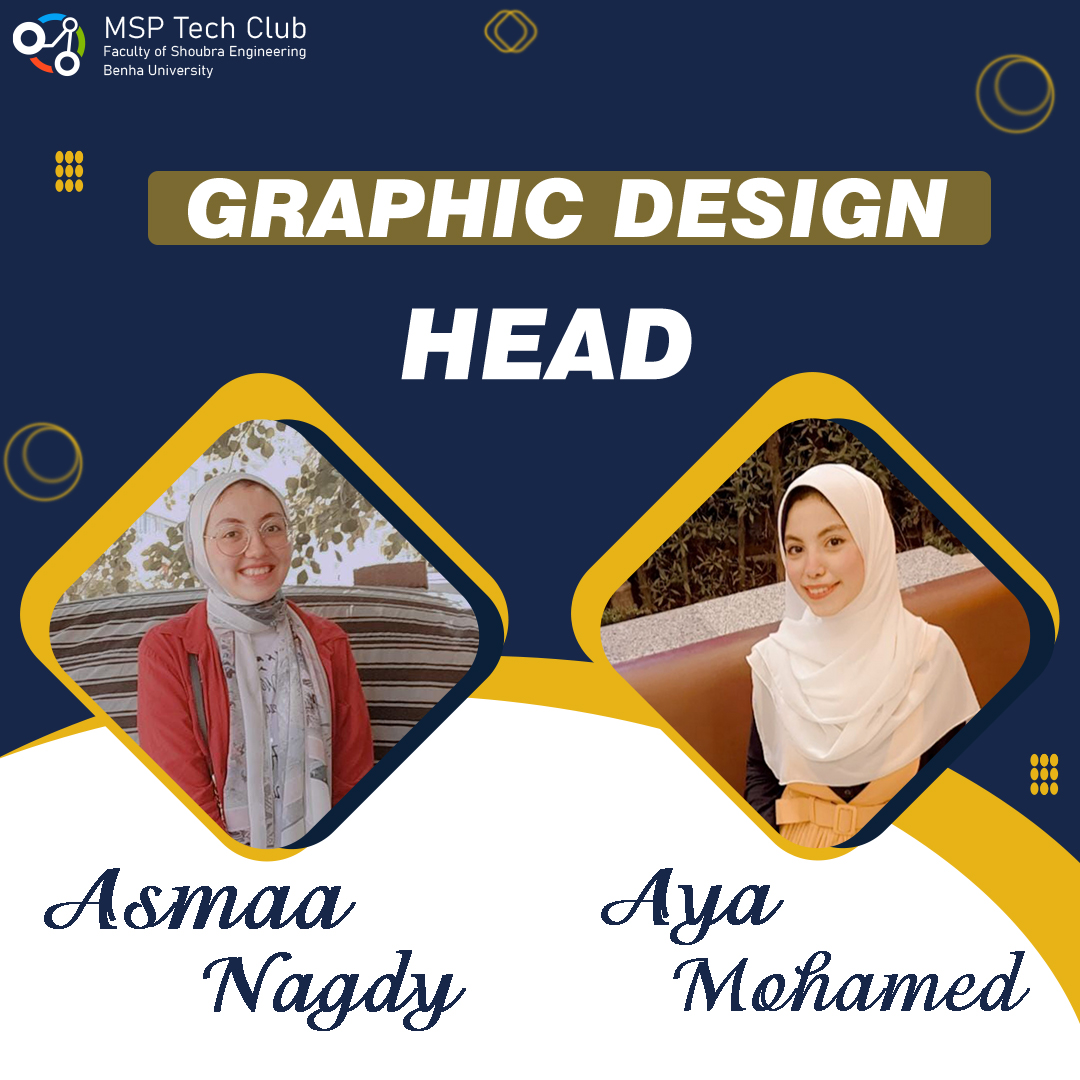 MSP Tech Club
Faculty of Shoubra Engineering
Benha University
GRAPHIC DESIGN
HEAD
Asmaa
Nagdy
Aya
Mohamed